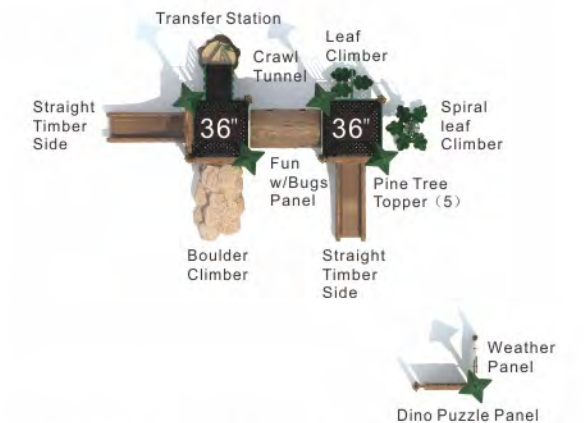 Transfer Station
Leaf
Climber
Crawl
Tunnel
Straight
Timber
Side
36"
36"
Spiral
leaf
Climber
Fun
w/Bugs
Panel
Pine Tree
Topper（5）
Boulder
Climber
Straight
Timber
Side
Weather
Panel
Dino Puzzle Panel